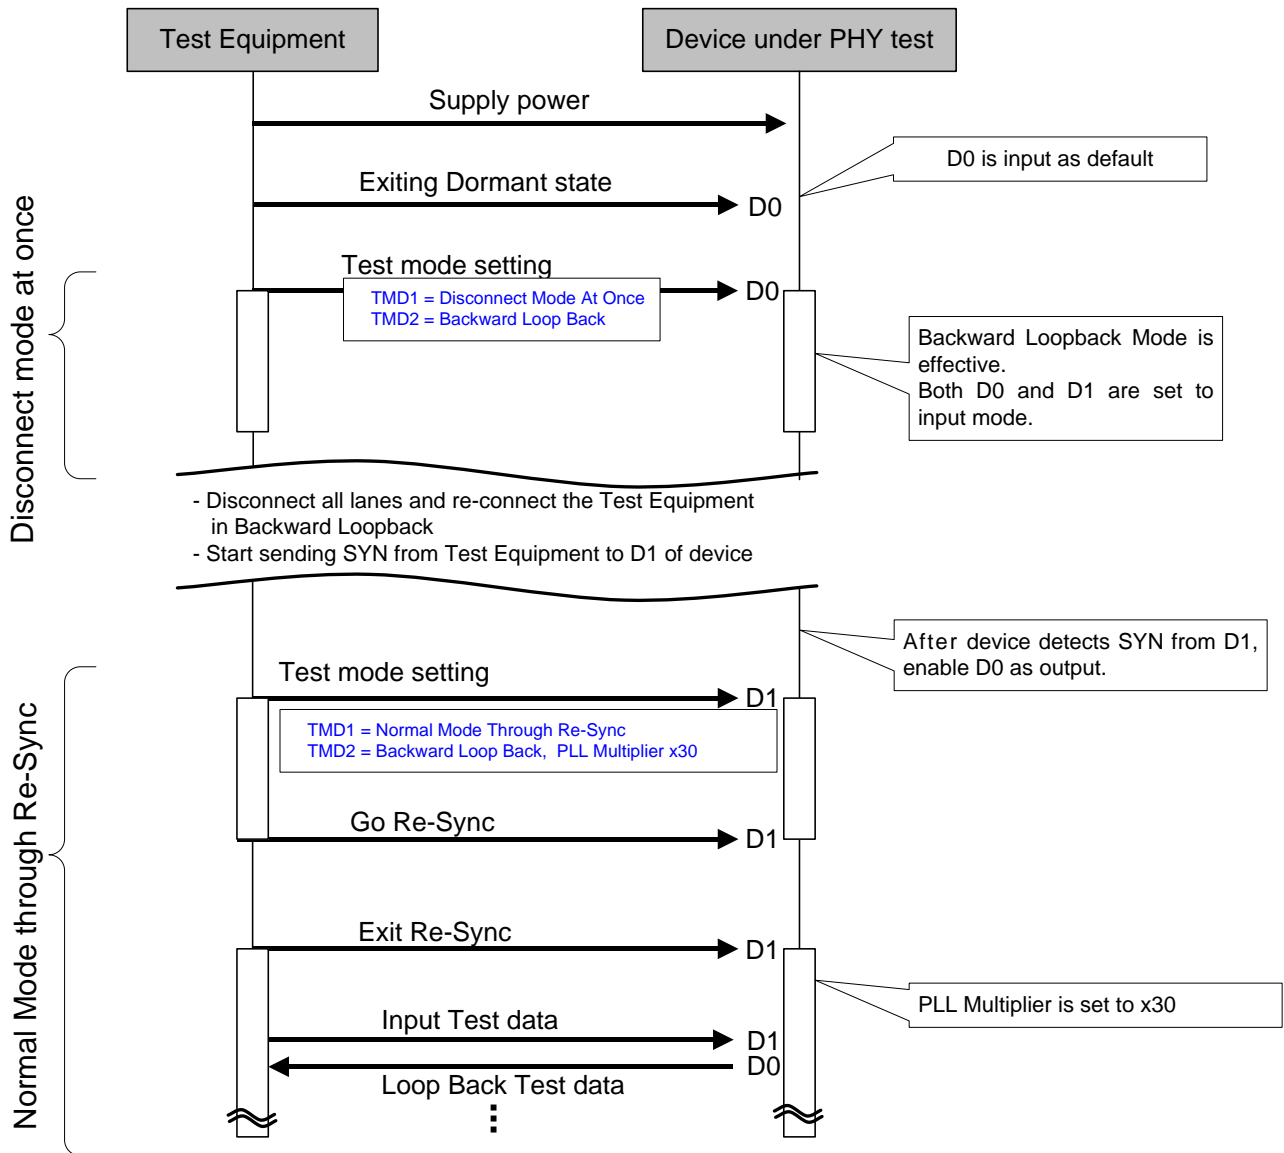 Test Equipment
Device under PHY test
Supply power
D0 is input as default
Exiting Dormant state
D0
Disconnect mode at once
Test mode setting
D0
TMD1 = Disconnect Mode At Once
TMD2 = Backward Loop Back
Backward Loopback Mode is
effective.
Both D0 and D1 are set to
input mode.
- Disconnect all lanes and re-connect the Test Equipment
in Backward Loopback
- Start sending SYN from Test Equipment to D1 of device
After device detects SYN from D1,
enable D0 as output.
Normal Mode through Re-Sync
Test mode setting
D1
TMD1 = Normal Mode Through Re-Sync
TMD2 = Backward Loop Back, PLL Multiplier x30
Go Re-Sync
D1
Exit Re-Sync
D1
PLL Multiplier is set to x30
Input Test data
D1
D0
Loop Back Test data